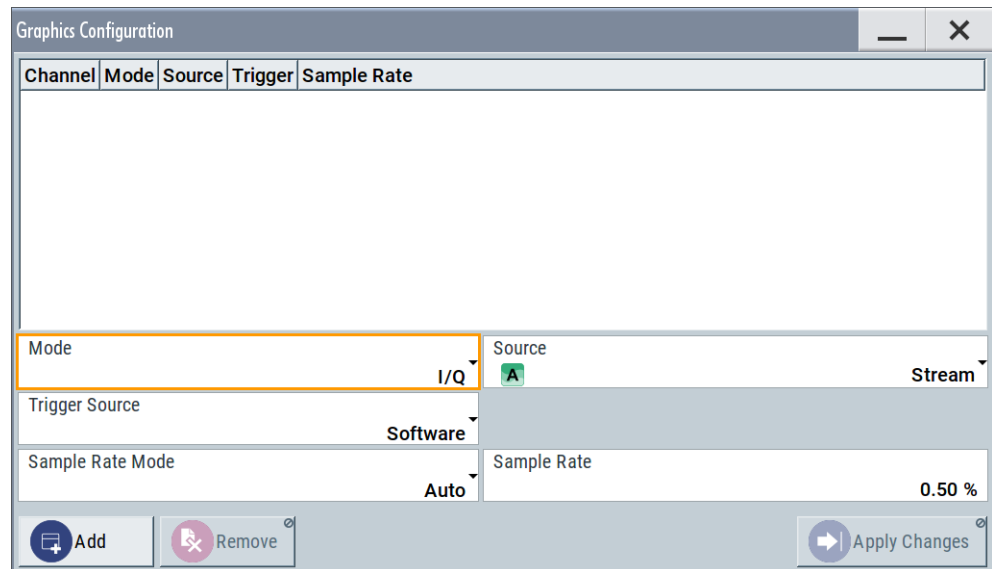 Graphics Configuration
Channel Mode Source Trigger Sample Rate
Mode
I/Q
Source
A Stream
Trigger Source
Software
Sample Rate Mode
Auto
Sample Rate
0.50 %
Add
Remove
Apply Changes